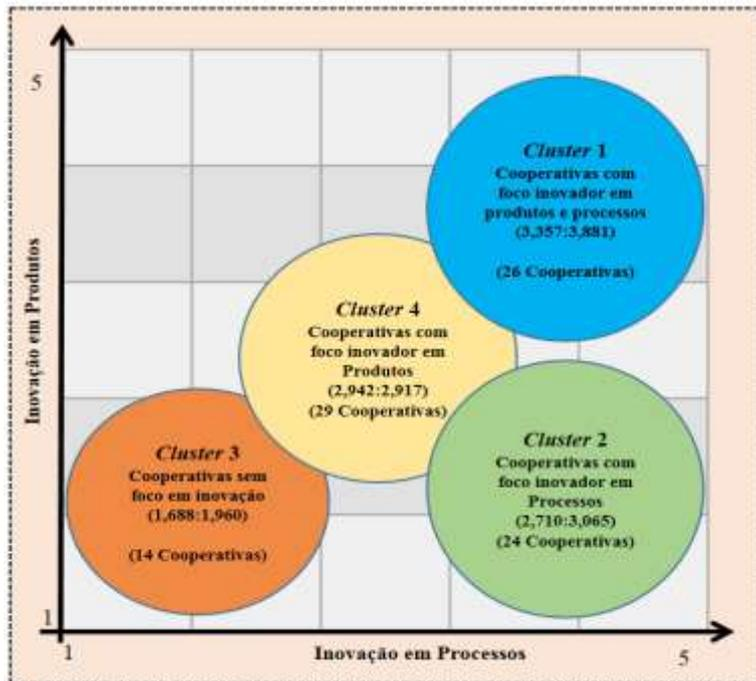 5
Inovação em Produtos
1
Cluster 1
Cooperativas com
foco inovador em
produtos e processos
(3,357:3,881)
(26 Cooperativas)
Cluster 4
Cooperativas com
foco inovador em
Produtos
(2,942:2,917)
(29 Cooperativas)
Cluster 3
Cooperativas sem
foco em inovação
(1,688:1,960)
(14 Cooperativas)
Cluster 2
Cooperativas com
foco inovador em
Processos
(2,710:3,065)
(24 Cooperativas)
1
Inovação em Processos
5